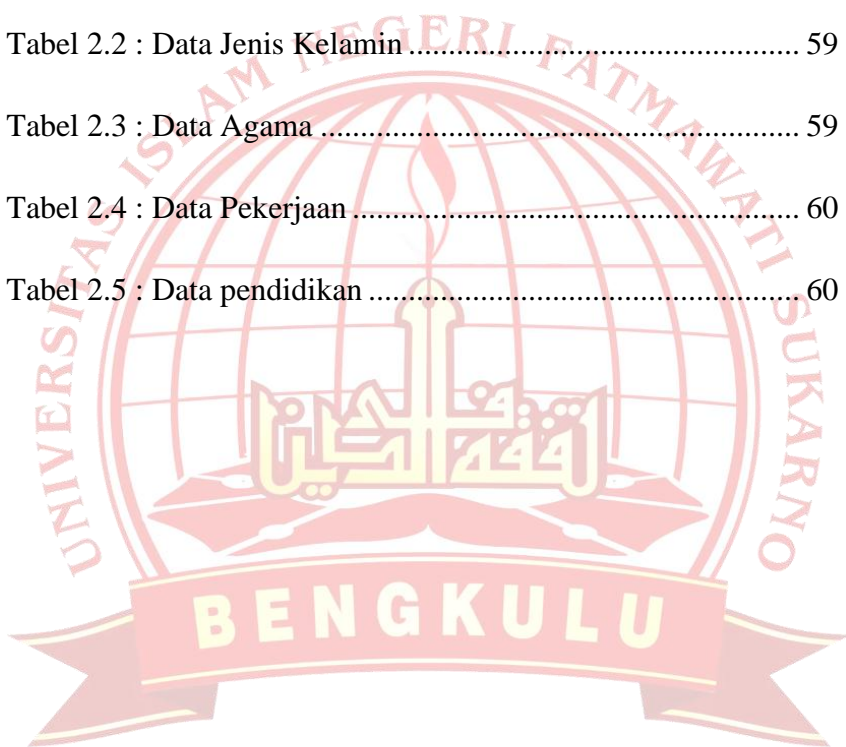 Tabel 2.2 : Data Jenis Kelamin ................................................. 59
Tabel 2.3 : Data Agama ............................................................ 59
Tabel 2.4 : Data Pekerjaan ........................................................ 60
Tabel 2.5 : Data pendidikan ...................................................... 60
UNIVERSITAS ISLAM NEGERI FATMAWATI SUKARNO
BENGKULU